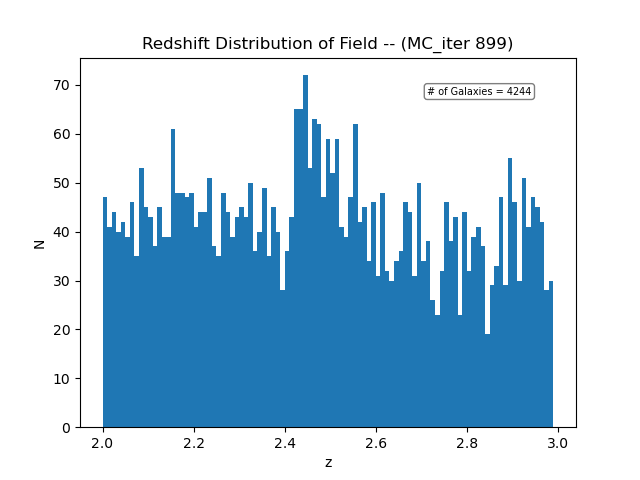 Redshift Distribution of Field -- (MC_iter 899)
# of Galaxies = 4244
70
60
50
40
30
20
10
0
N
2.0 2.2 2.4 2.6 2.8 3.0
z